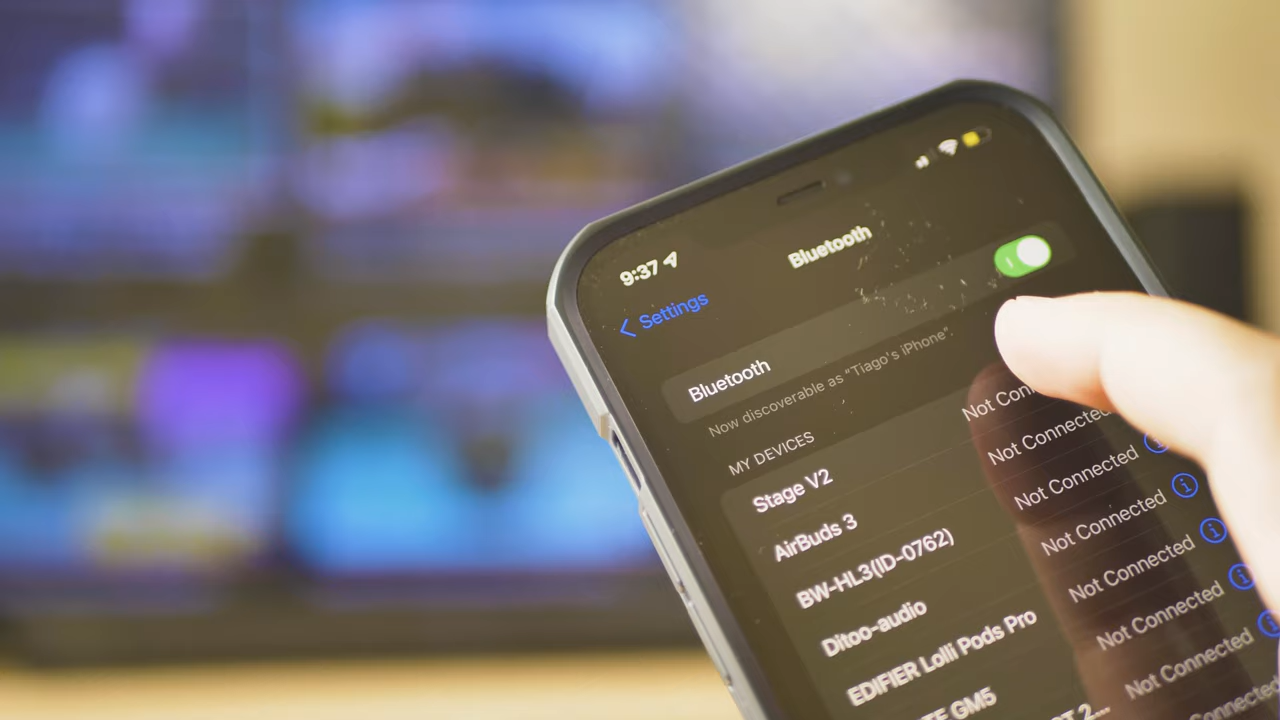 9:37
Bluetooth
Settings
Bluetooth
Now discoverable as "Tiago's iPhone".
MY DEVICES
Stage V2 Not
AirBuds 3 Not Connected
BW-HL3(ID-0762) Not Connected
Ditoo-audio Not Connected
EDIFIER Lolli Pods Pro Not Connected
GM5 Not Connected
Not Connected
Connected